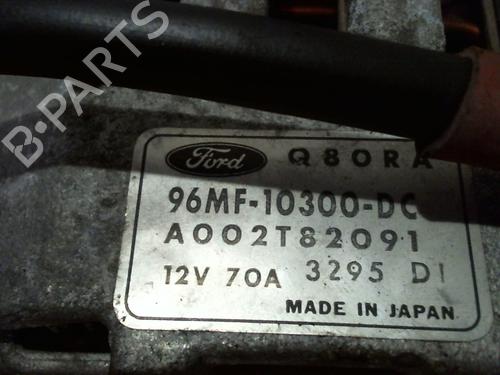 B-PARTS
Ford Q80RA
96MF-10300-DC
A002T82091
12V 70A 3295 DI
MADE IN JAPAN